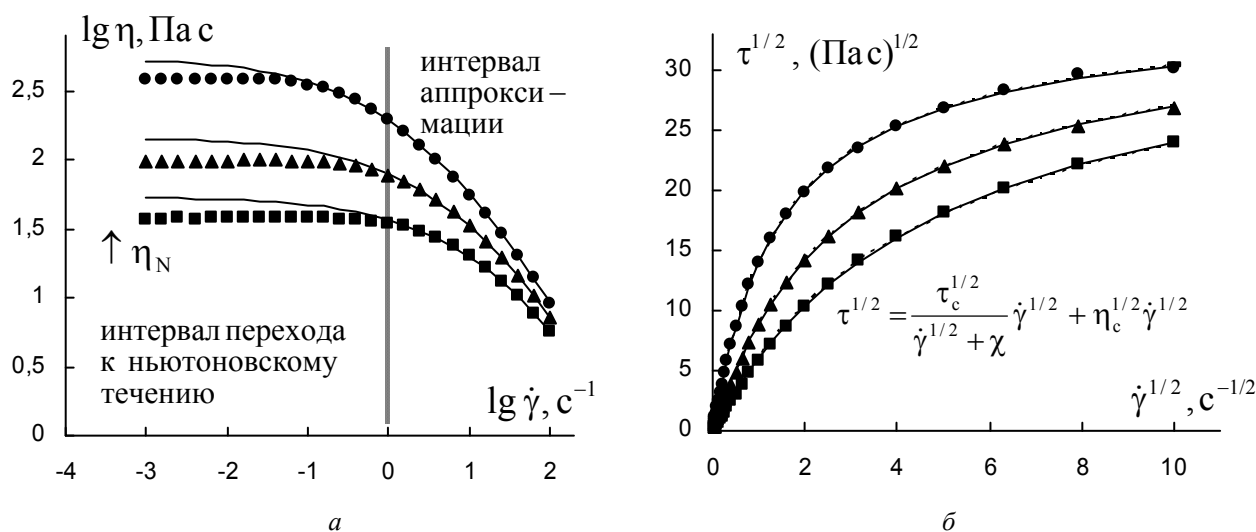 lg η, Па с
2,5
2
1,5
1
0,5
0
-4 -3 -2 -1 0 1 2
интервал
аппрокси –
мации
↑ η_N
интервал перехода
к ньютоновскому
течению
lg γ̇, с⁻¹
а
τ^{1/2}, (Па с)^{1/2}
30
25
20
15
10
5
0
0 2 4 6 8 10
τ^{1/2} = τ_c^{1/2} / (γ̇^{1/2} + χ) γ̇^{1/2} + η_c^{1/2} γ̇^{1/2}
γ̇^{1/2}, с^{−1/2}
б